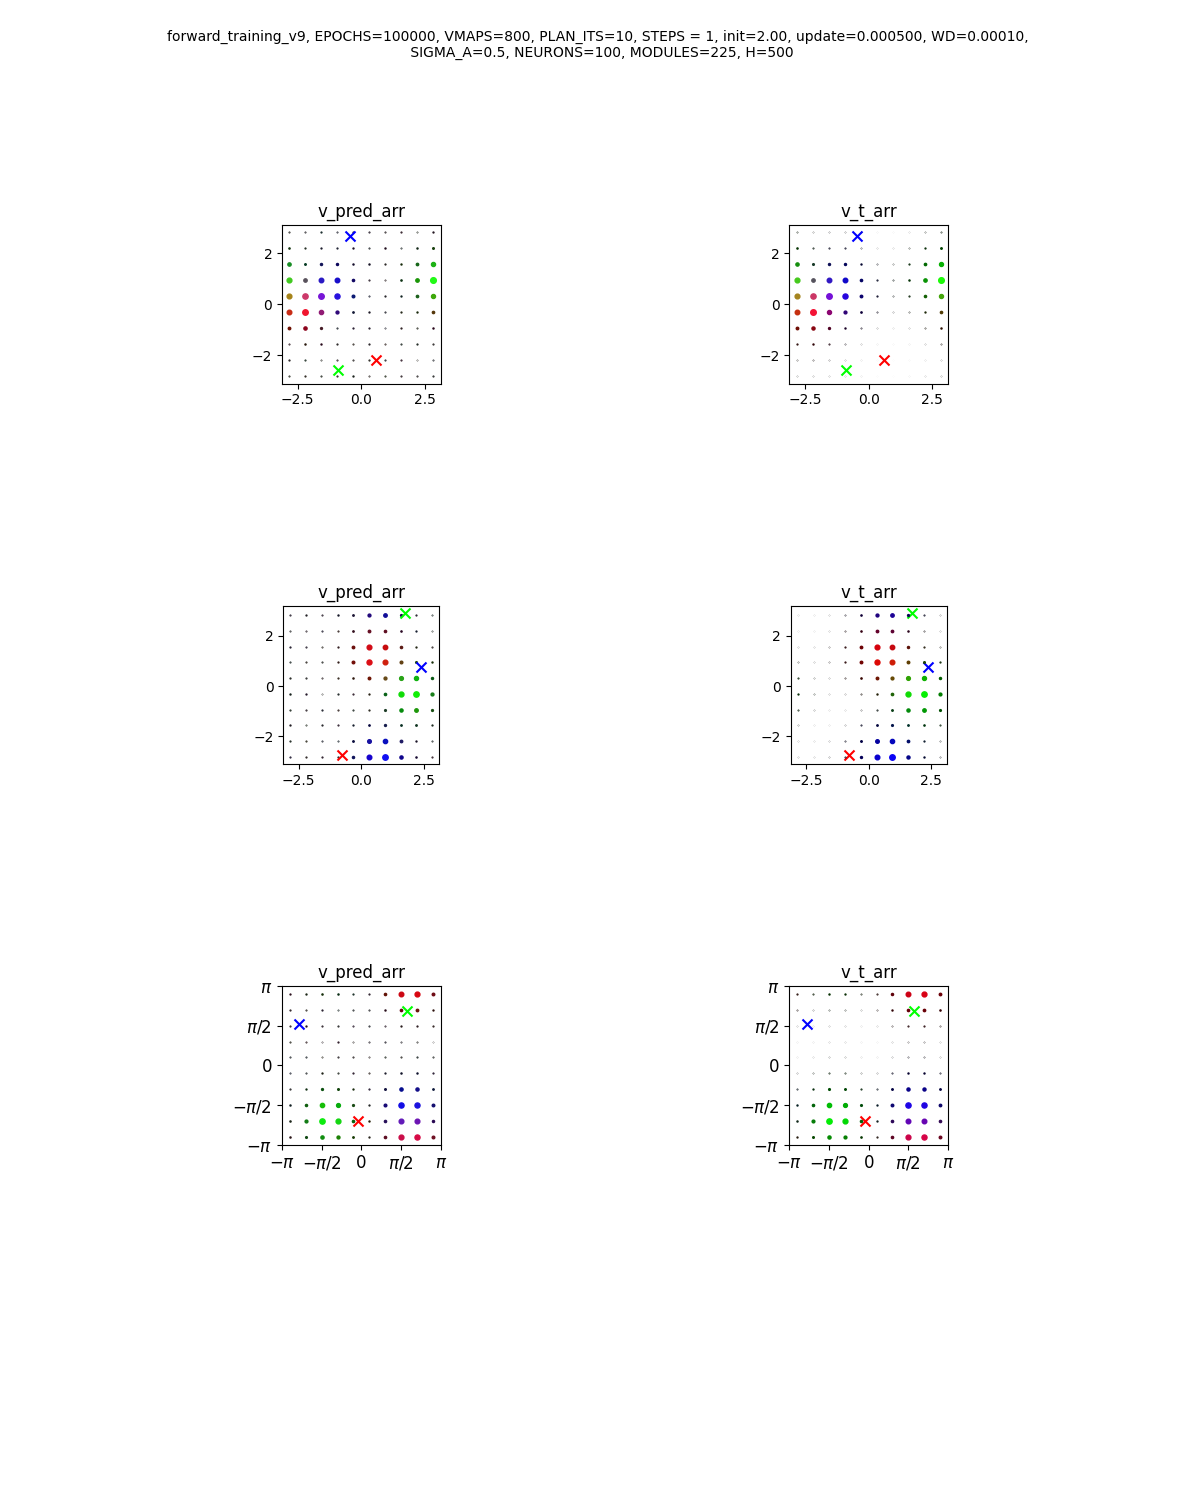 forward_training_v9, EPOCHS=100000, VMAPS=800, PLAN_ITS=10, STEPS = 1, init=2.00, update=0.000500, WD=0.00010,
SIGMA_A=0.5, NEURONS=100, MODULES=225, H=500
v_pred_arr
2
0
−2
−2.5 0.0 2.5
v_t_arr
2
0
−2
−2.5 0.0 2.5
v_pred_arr
2
0
−2
−2.5 0.0 2.5
v_t_arr
2
0
−2
−2.5 0.0 2.5
v_pred_arr
π
π/2
0
−π/2
−π
−π −π/2 0 π/2 π
v_t_arr
π
π/2
0
−π/2
−π
−π −π/2 0 π/2 π